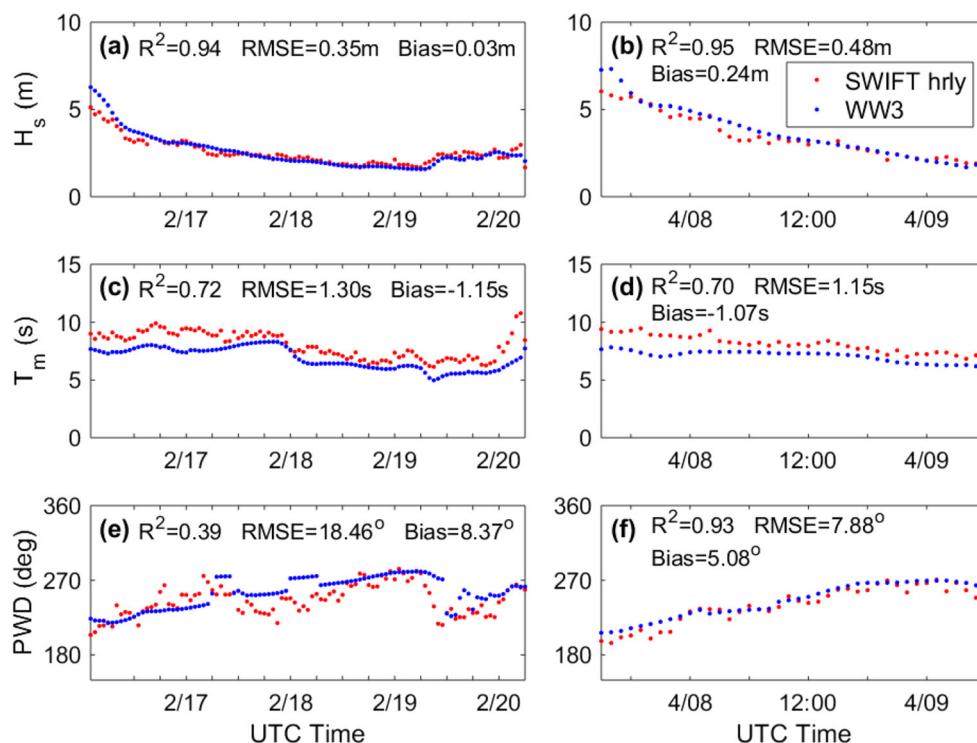 (a) R²=0.94 RMSE=0.35m Bias=0.03m
H_s (m)
10
5
0
2/17 2/18 2/19 2/20
(b) R²=0.95 RMSE=0.48m
Bias=0.24m
SWIFT hrly
WW3
10
5
0
4/08 12:00 4/09
(c) R²=0.72 RMSE=1.30s Bias=-1.15s
T_m (s)
15
10
5
0
2/17 2/18 2/19 2/20
(d) R²=0.70 RMSE=1.15s
Bias=-1.07s
15
10
5
0
4/08 12:00 4/09
(e) R²=0.39 RMSE=18.46° Bias=8.37°
PWD (deg)
360
270
180
2/17 2/18 2/19 2/20
UTC Time
(f) R²=0.93 RMSE=7.88°
Bias=5.08°
360
270
180
4/08 12:00 4/09
UTC Time